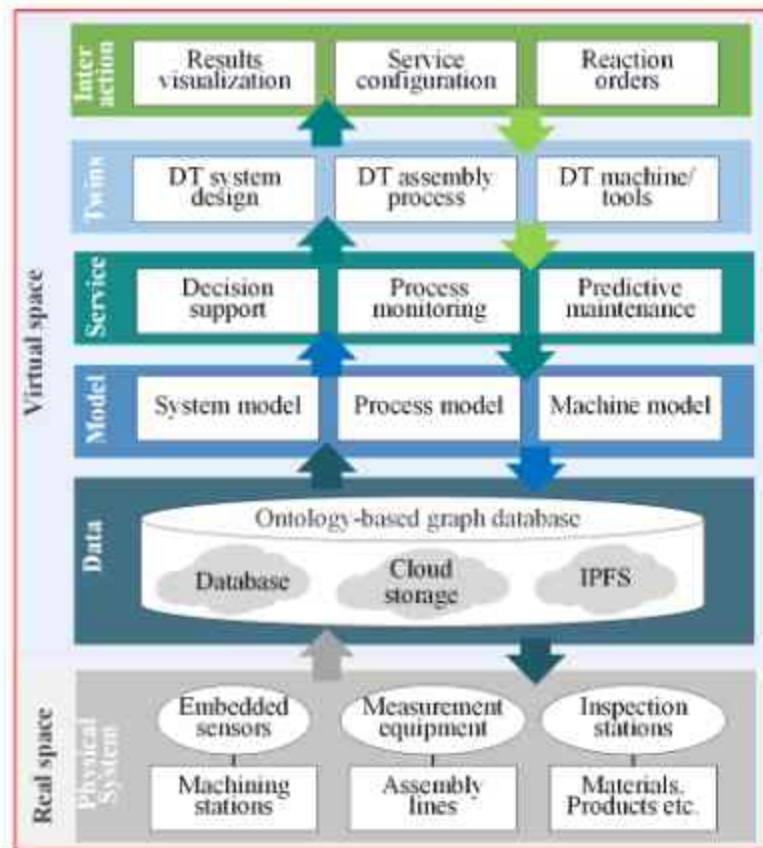 Virtual space
Inter
action
Results
visualization
Service
configuration
Reaction
orders
Twins
DT system
design
DT assembly
process
DT machine/
tools
Service
Decision
support
Process
monitoring
Predictive
maintenance
Model
System model
Process model
Machine model
Data
Ontology-based graph database
Database
Cloud
storage
IPFS
Real space
Physical
System
Embedded
sensors
Measurement
equipment
Inspection
stations
Machining
stations
Assembly
lines
Materials.
Products etc.